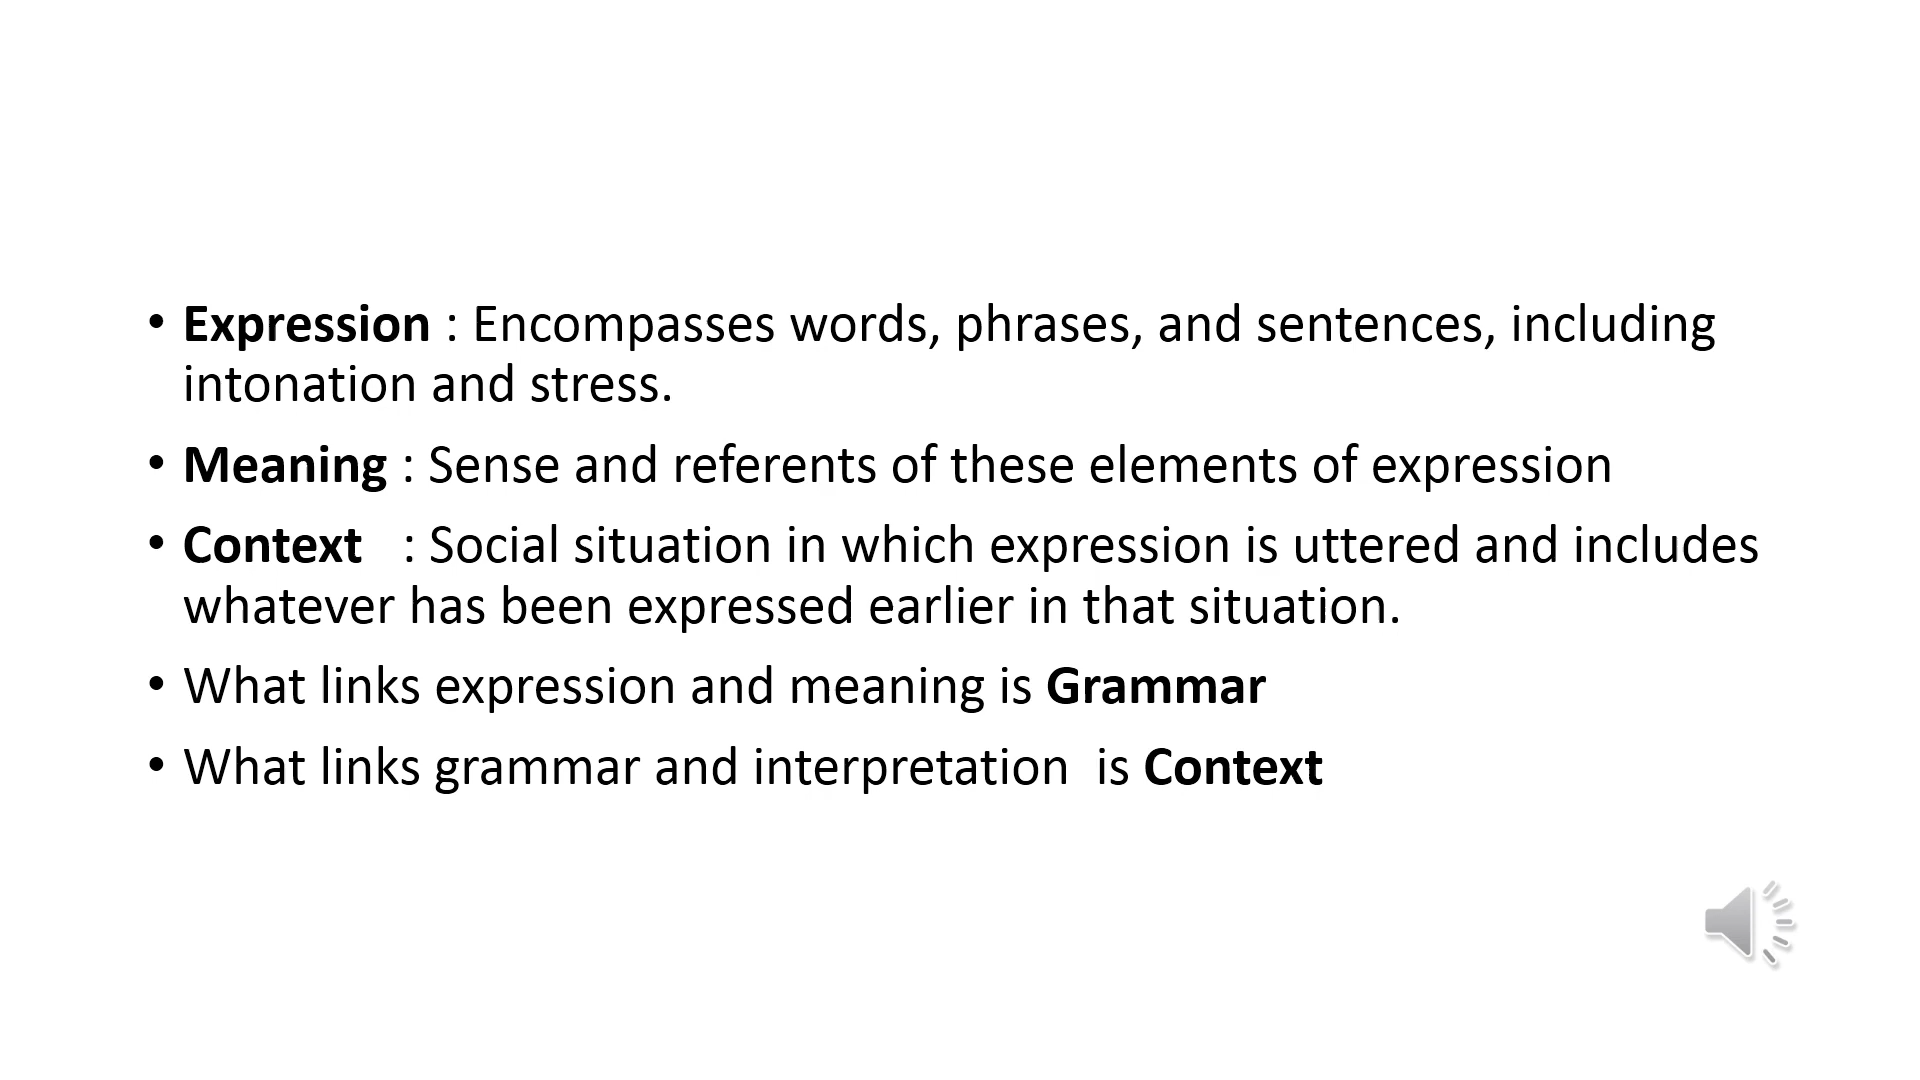 • Expression : Encompasses words, phrases, and sentences, including
intonation and stress.
• Meaning : Sense and referents of these elements of expression
• Context   : Social situation in which expression is uttered and includes
whatever has been expressed earlier in that situation.
• What links expression and meaning is Grammar
• What links grammar and interpretation  is Context